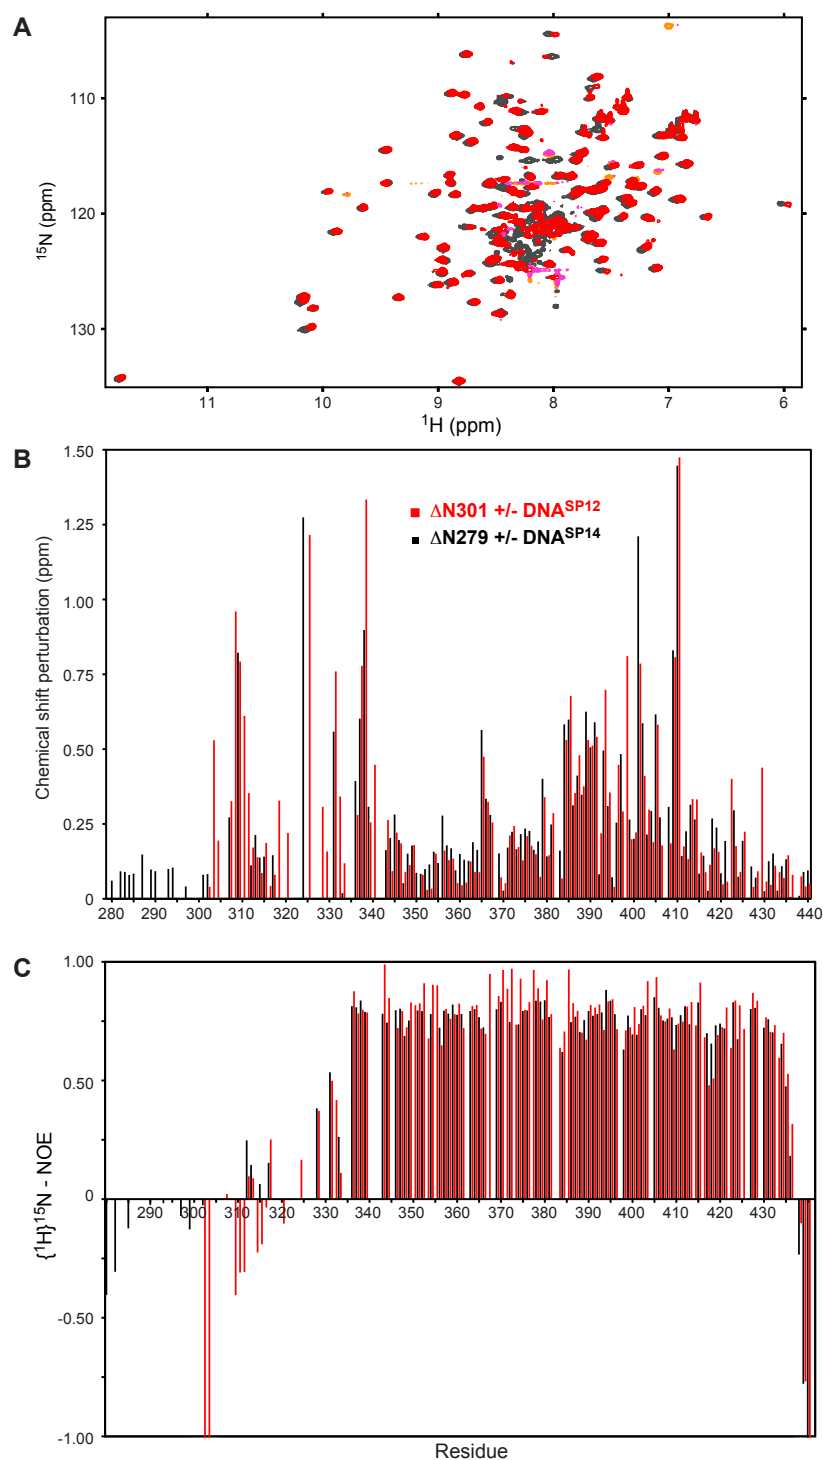 A
110
120
130
15N (ppm)
11 10 9 8 7 6
1H (ppm)
B
1.50
1.25
1.00
0.75
0.50
0.25
0
Chemical shift perturbation (ppm)
ΔN301 +/- DNASP12
ΔN279 +/- DNASP14
280 290 300 310 320 330 340 350 360 370 380 390 400 410 420 430 440
C
1.00
0.50
0
-0.50
-1.00
{1H}15N - NOE
290 300 310 320 330 340 350 360 370 380 390 400 410 420 430
Residue